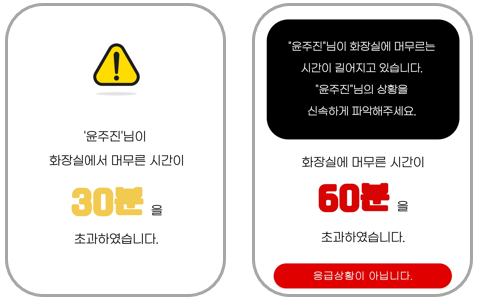 '윤주진'님이
화장실에서 머무른 시간이
30분 을
초과하였습니다.
"윤주진"님이 화장실에 머무르는
시간이 길어지고 있습니다.
"윤주진"님의 상황을
신속하게 파악해주세요.
화장실에 머무른 시간이
60분 을
초과하였습니다.
응급상황이 아닙니다.